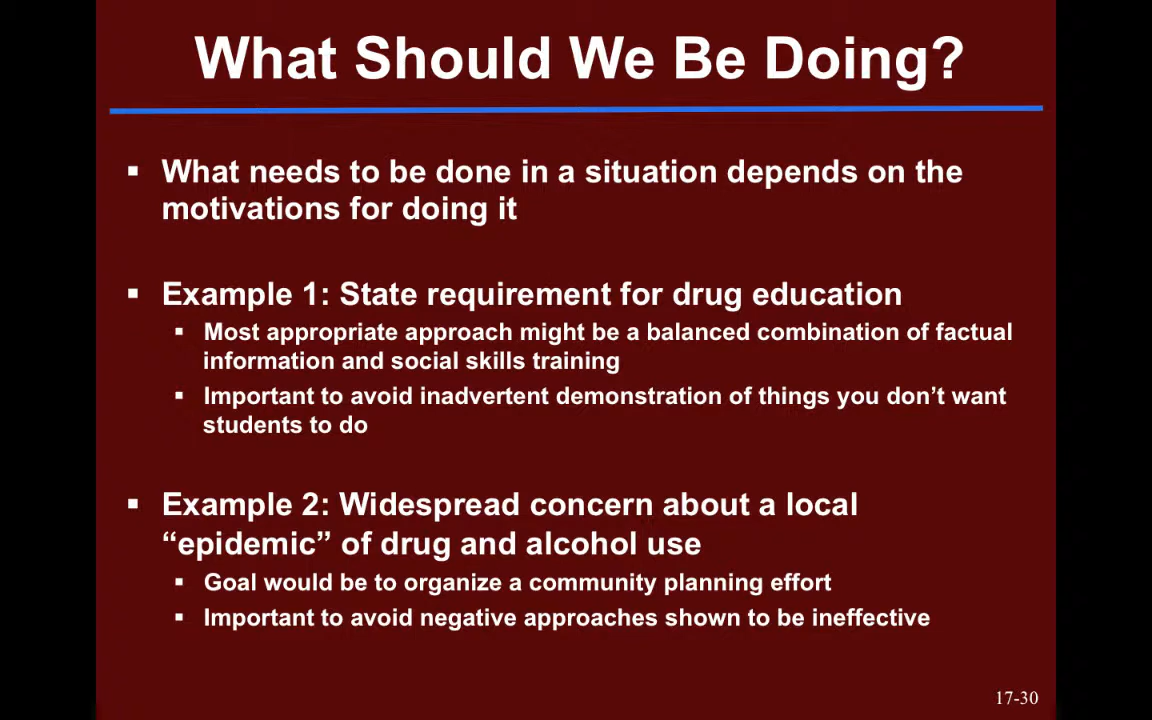 What Should We Be Doing?
▪ What needs to be done in a situation depends on the
motivations for doing it
▪ Example 1: State requirement for drug education
▪ Most appropriate approach might be a balanced combination of factual
information and social skills training
▪ Important to avoid inadvertent demonstration of things you don’t want
students to do
▪ Example 2: Widespread concern about a local
“epidemic” of drug and alcohol use
▪ Goal would be to organize a community planning effort
▪ Important to avoid negative approaches shown to be ineffective
17-30